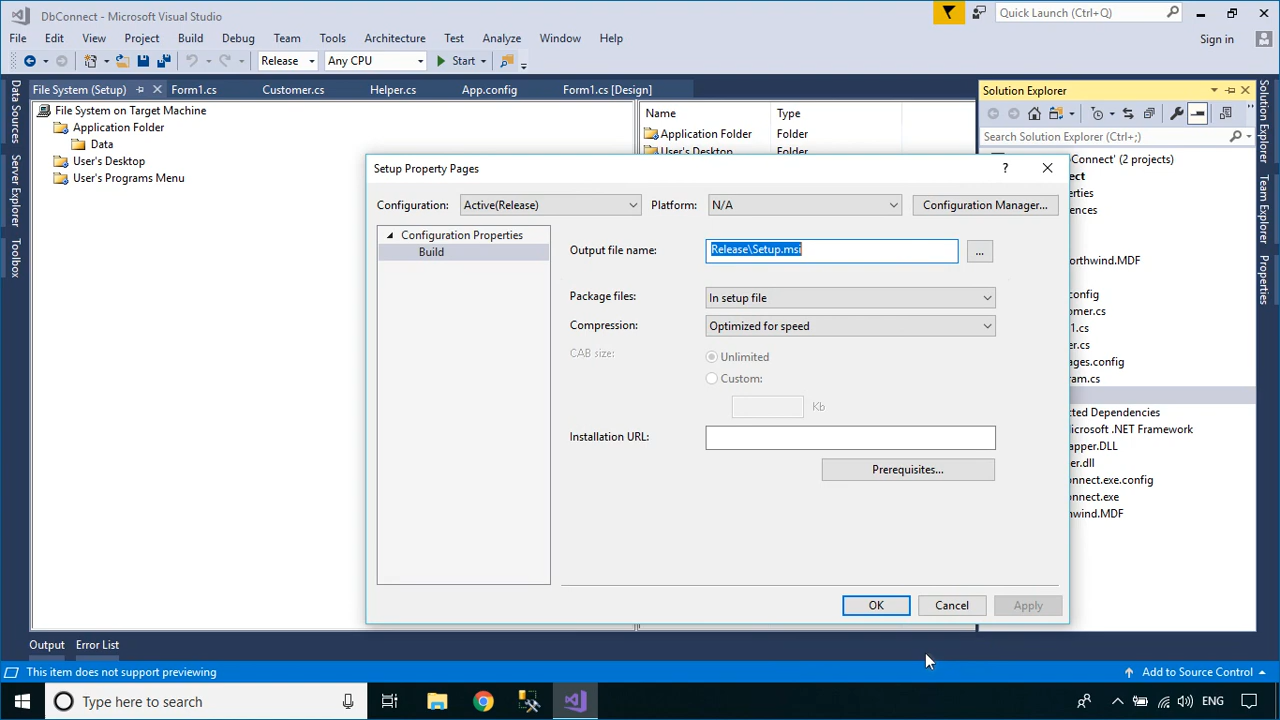 DbConnect - Microsoft Visual Studio
Quick Launch (Ctrl+Q)
File Edit View Project Build Debug Team Tools Architecture Test Analyze Window Help
Sign in
Release Any CPU Start
File System (Setup) Form1.cs Customer.cs Helper.cs App.config Form1.cs [Design]
Solution Explorer
Data Sources
Server Explorer
Toolbox
File System on Target Machine
Application Folder
Data
User's Desktop
User's Programs Menu
Name Type
Application Folder Folder
User's Desktop Folder
Search Solution Explorer (Ctrl+;)
Connect' (2 projects)
ect
erties
ences
orthwind.MDF
onfig
omer.cs
1.cs
er.cs
ages.config
ram.cs
cted Dependencies
icrosoft .NET Framework
apper.DLL
er.dll
onnect.exe.config
onnect.exe
hwind.MDF
Solution Explorer
Team Explorer
Properties
Setup Property Pages
?
Configuration: Active(Release) Platform: N/A Configuration Manager...
Configuration Properties
Build
Output file name: Release\Setup.msi ...
Package files: In setup file
Compression: Optimized for speed
CAB size: Unlimited
Custom:
Kb
Installation URL:
Prerequisites...
OK Cancel Apply
Output Error List
This item does not support previewing
Add to Source Control
Type here to search
ENG